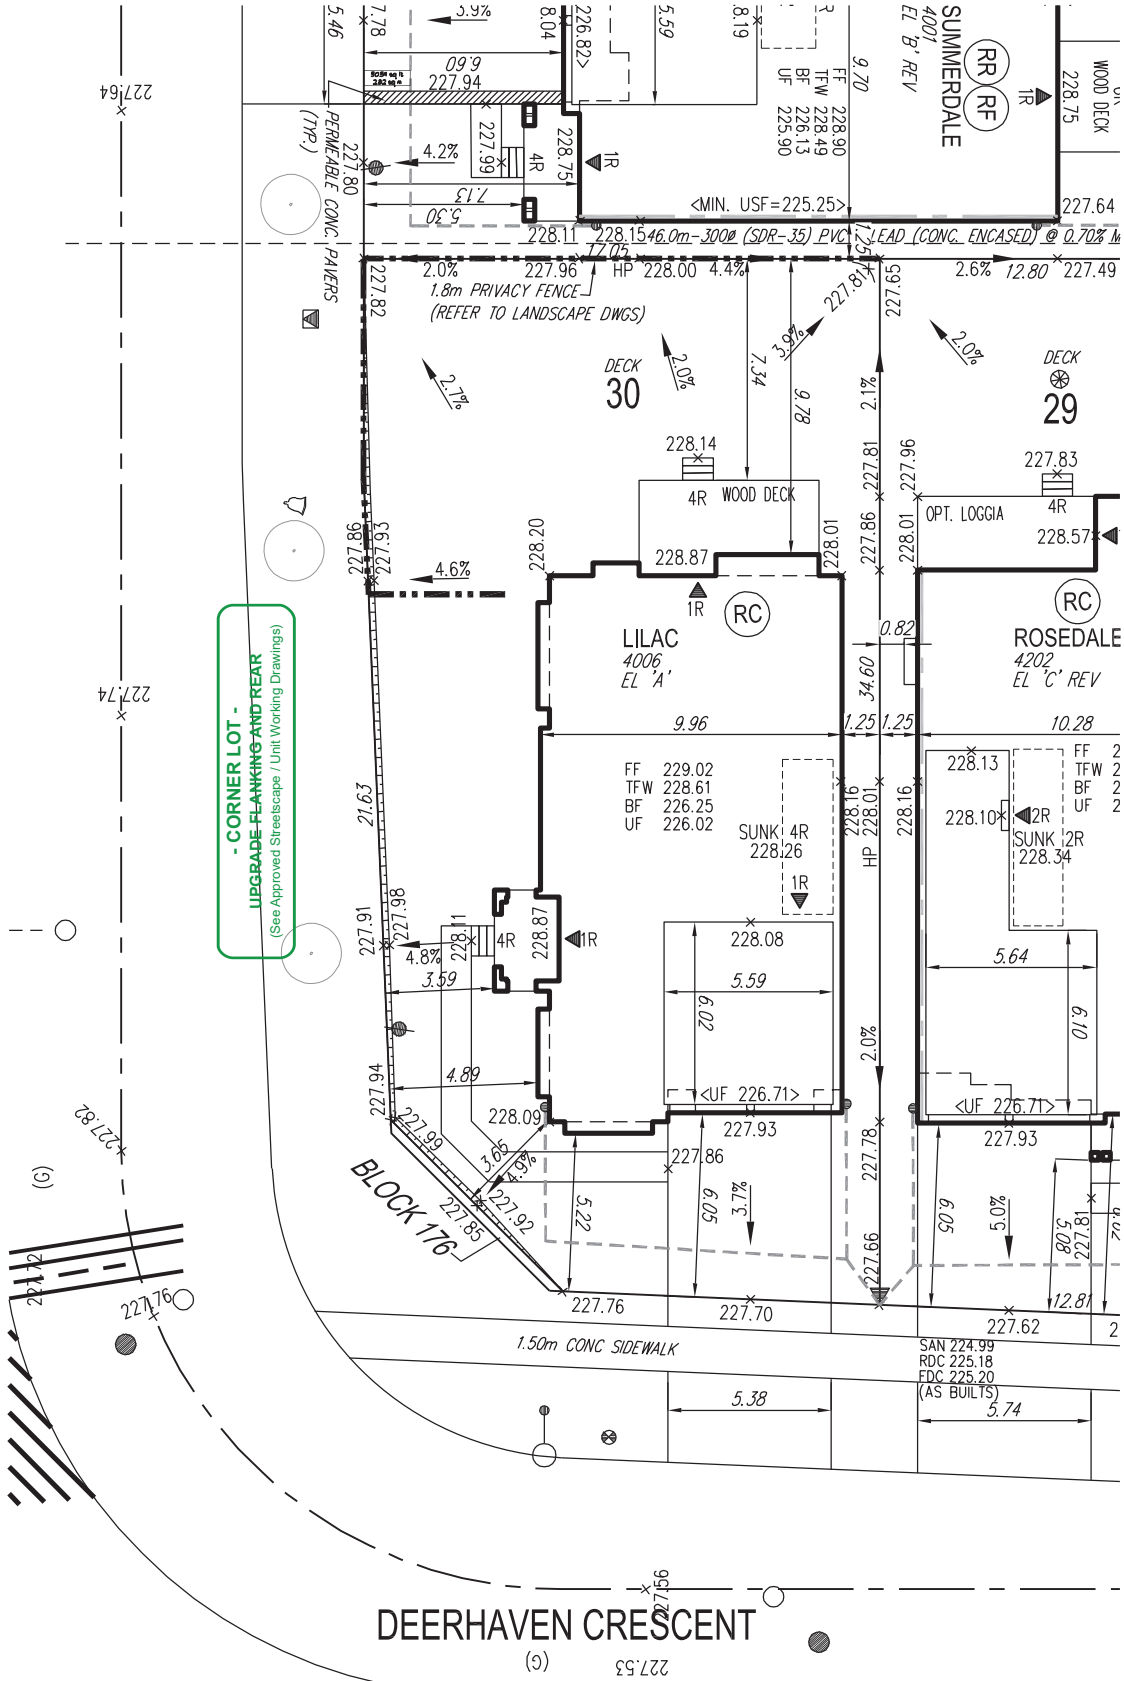 5.46
7.78
3.9%
8.04
226.82>
5.59
8.19
9.70
4001
EL 'B' REV
SUMMERDALE
RR
RF
1R
WOOD DECK
228.75
6.60
227.94
227.64
FF 228.90
TFW 228.49
BF 226.13
UF 225.90
PERMEABLE CONC. PAVERS
(TYP.)
227.80
4.2%
227.99
4R
228.75
1R
7.13
5.30
<MIN. USF=225.25>
227.64
228.11
228.15
46.0m-300ø (SDR-35) PVC
LEAD (CONC. ENCASED) @ 0.70%
1.25
17.05
2.0%
227.96
HP
228.00
4.4%
227.81
227.65
2.6%
12.80
227.49
227.82
1.8m PRIVACY FENCE
(REFER TO LANDSCAPE DWGS)
3.9%
2.0%
2.0%
2.7%
7.34
9.78
2.1%
DECK
30
DECK
29
228.14
4R
WOOD DECK
227.81
227.96
227.83
4R
OPT. LOGGIA
228.57
227.86
227.93
228.20
228.87
228.01
227.86
228.01
4.6%
1R
RC
RC
LILAC
4006
EL 'A'
0.82
34.60
ROSEDALE
4202
EL 'C' REV
227.74
- CORNER LOT -
UPGRADE FLANKING AND REAR
(See Approved Streetscape / Unit Working Drawings)
9.96
1.25
1.25
10.28
21.63
FF 229.02
TFW 228.61
BF 226.25
UF 226.02
228.13
FF 2
TFW 2
BF 2
UF 2
228.16
HP 228.01
228.16
228.10
2R
SUNK 4R
228.26
SUNK 2R
228.34
1R
227.91
227.98
228.11
4R
228.87
1R
228.08
4.8%
3.59
5.59
5.64
6.02
6.10
2.0%
4.89
227.94
<UF 226.71>
<UF 226.71>
227.82
227.99
228.09
227.93
227.93
3.65
4.9%
227.86
227.78
(G)
BLOCK 176
227.92
227.85
5.22
6.05
3.7%
6.05
5.0%
5.08
227.81
227.72
227.76
227.66
12.81
227.76
227.70
227.62
2
1.50m CONC SIDEWALK
SAN 224.99
RDC 225.18
FDC 225.20
(AS BUILTS)
5.38
5.74
227.56
DEERHAVEN CRESCENT
(G)
227.53